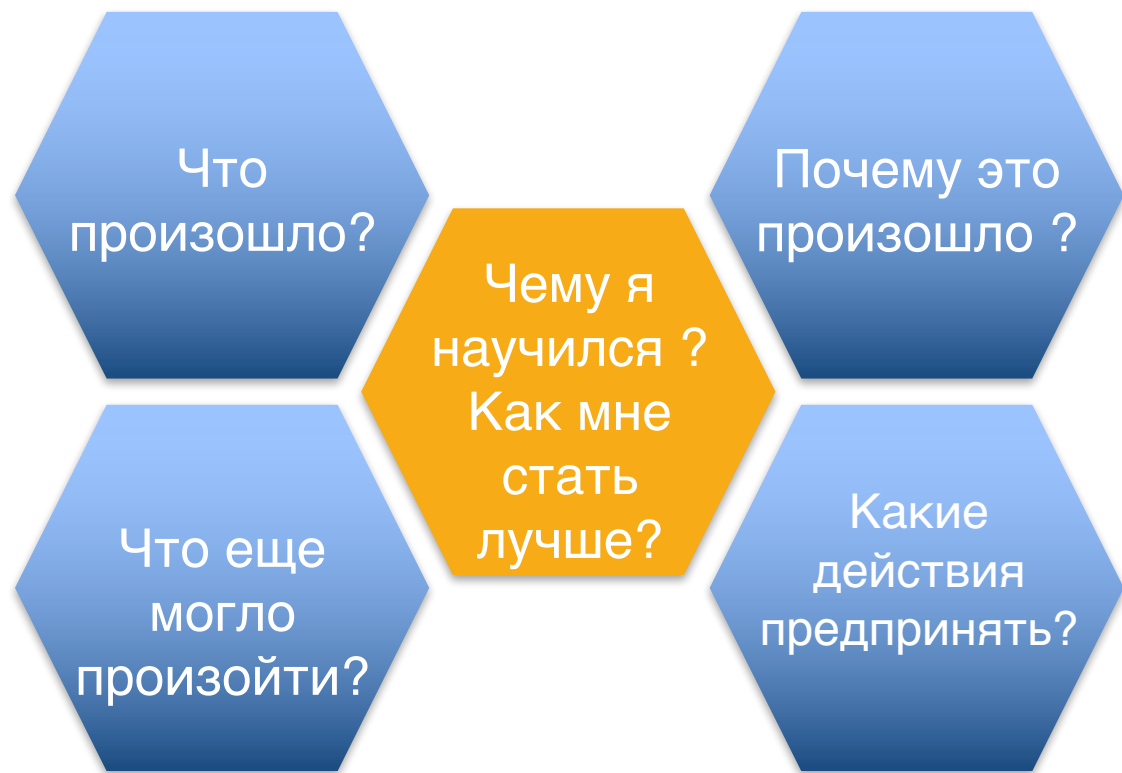 Что
произошло?
Почему это
произошло ?
Чему я
научился ?
Как мне
стать
лучше?
Что еще
могло
произойти?
Какие
действия
предпринять?